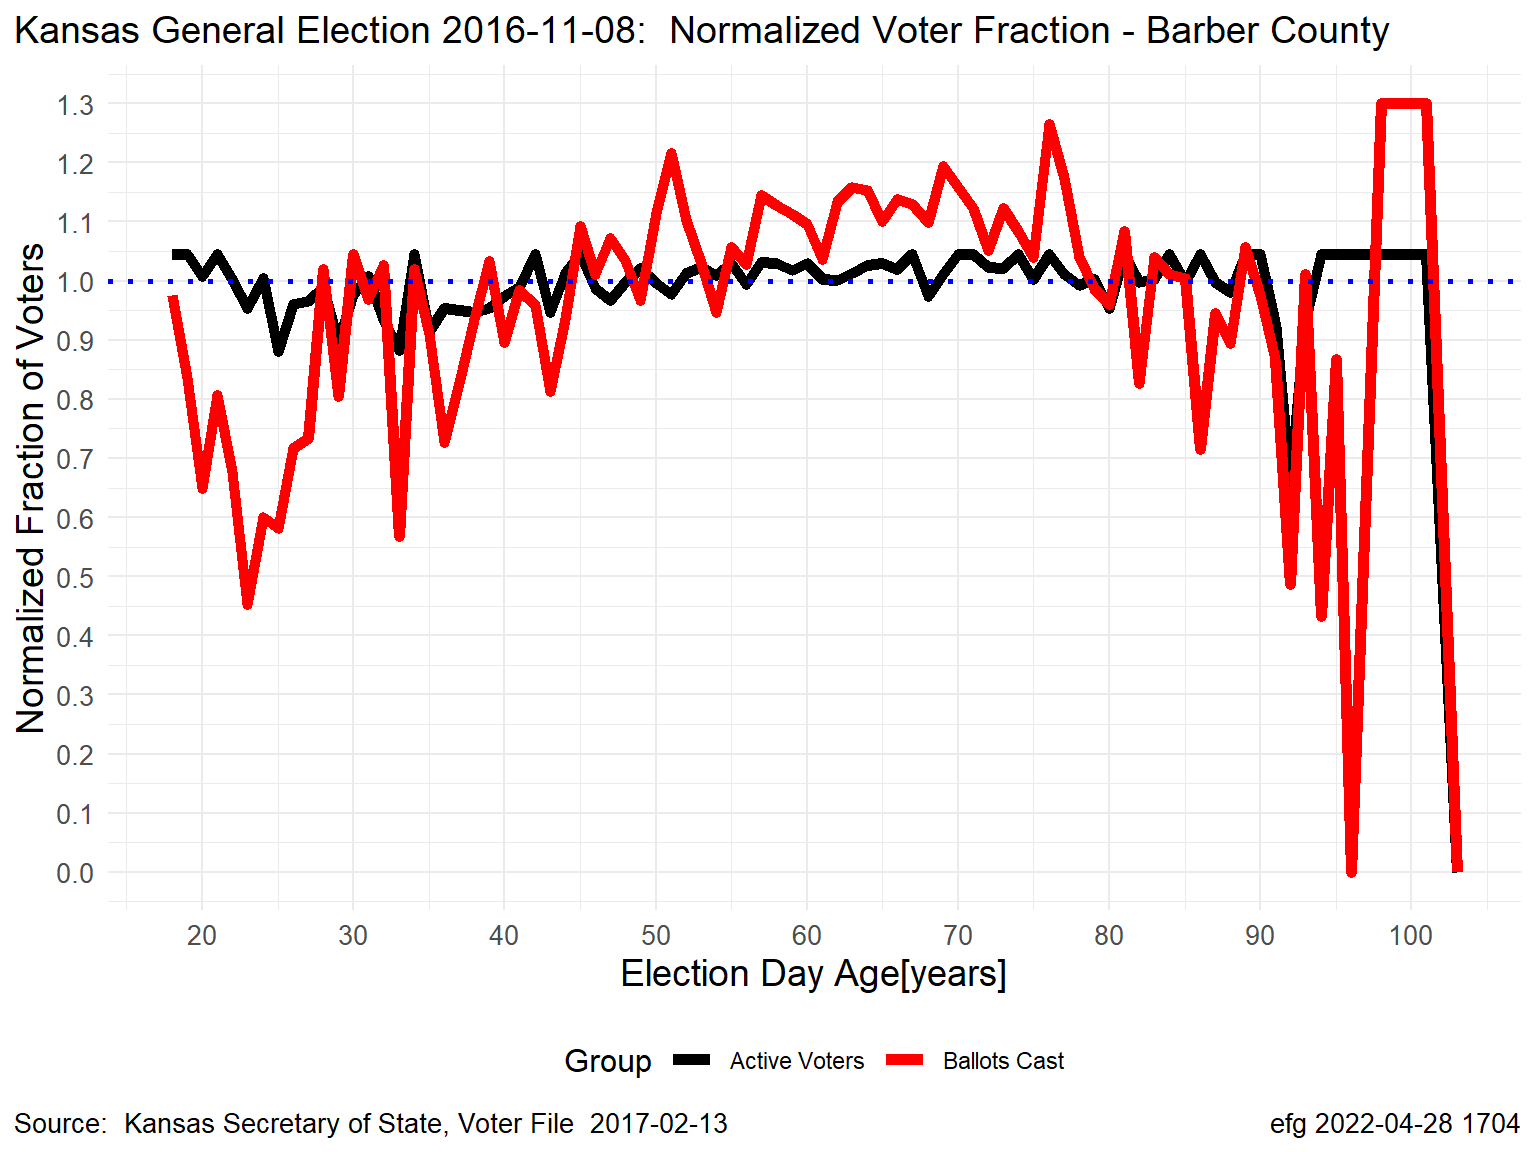 Kansas General Election 2016-11-08:  Normalized Voter Fraction - Barber County
Normalized Fraction of Voters
1.3
1.2
1.1
1.0
0.9
0.8
0.7
0.6
0.5
0.4
0.3
0.2
0.1
0.0
20 30 40 50 60 70 80 90 100
Election Day Age[years]
Group Active Voters Ballots Cast
Source:  Kansas Secretary of State, Voter File  2017-02-13
efg 2022-04-28 1704